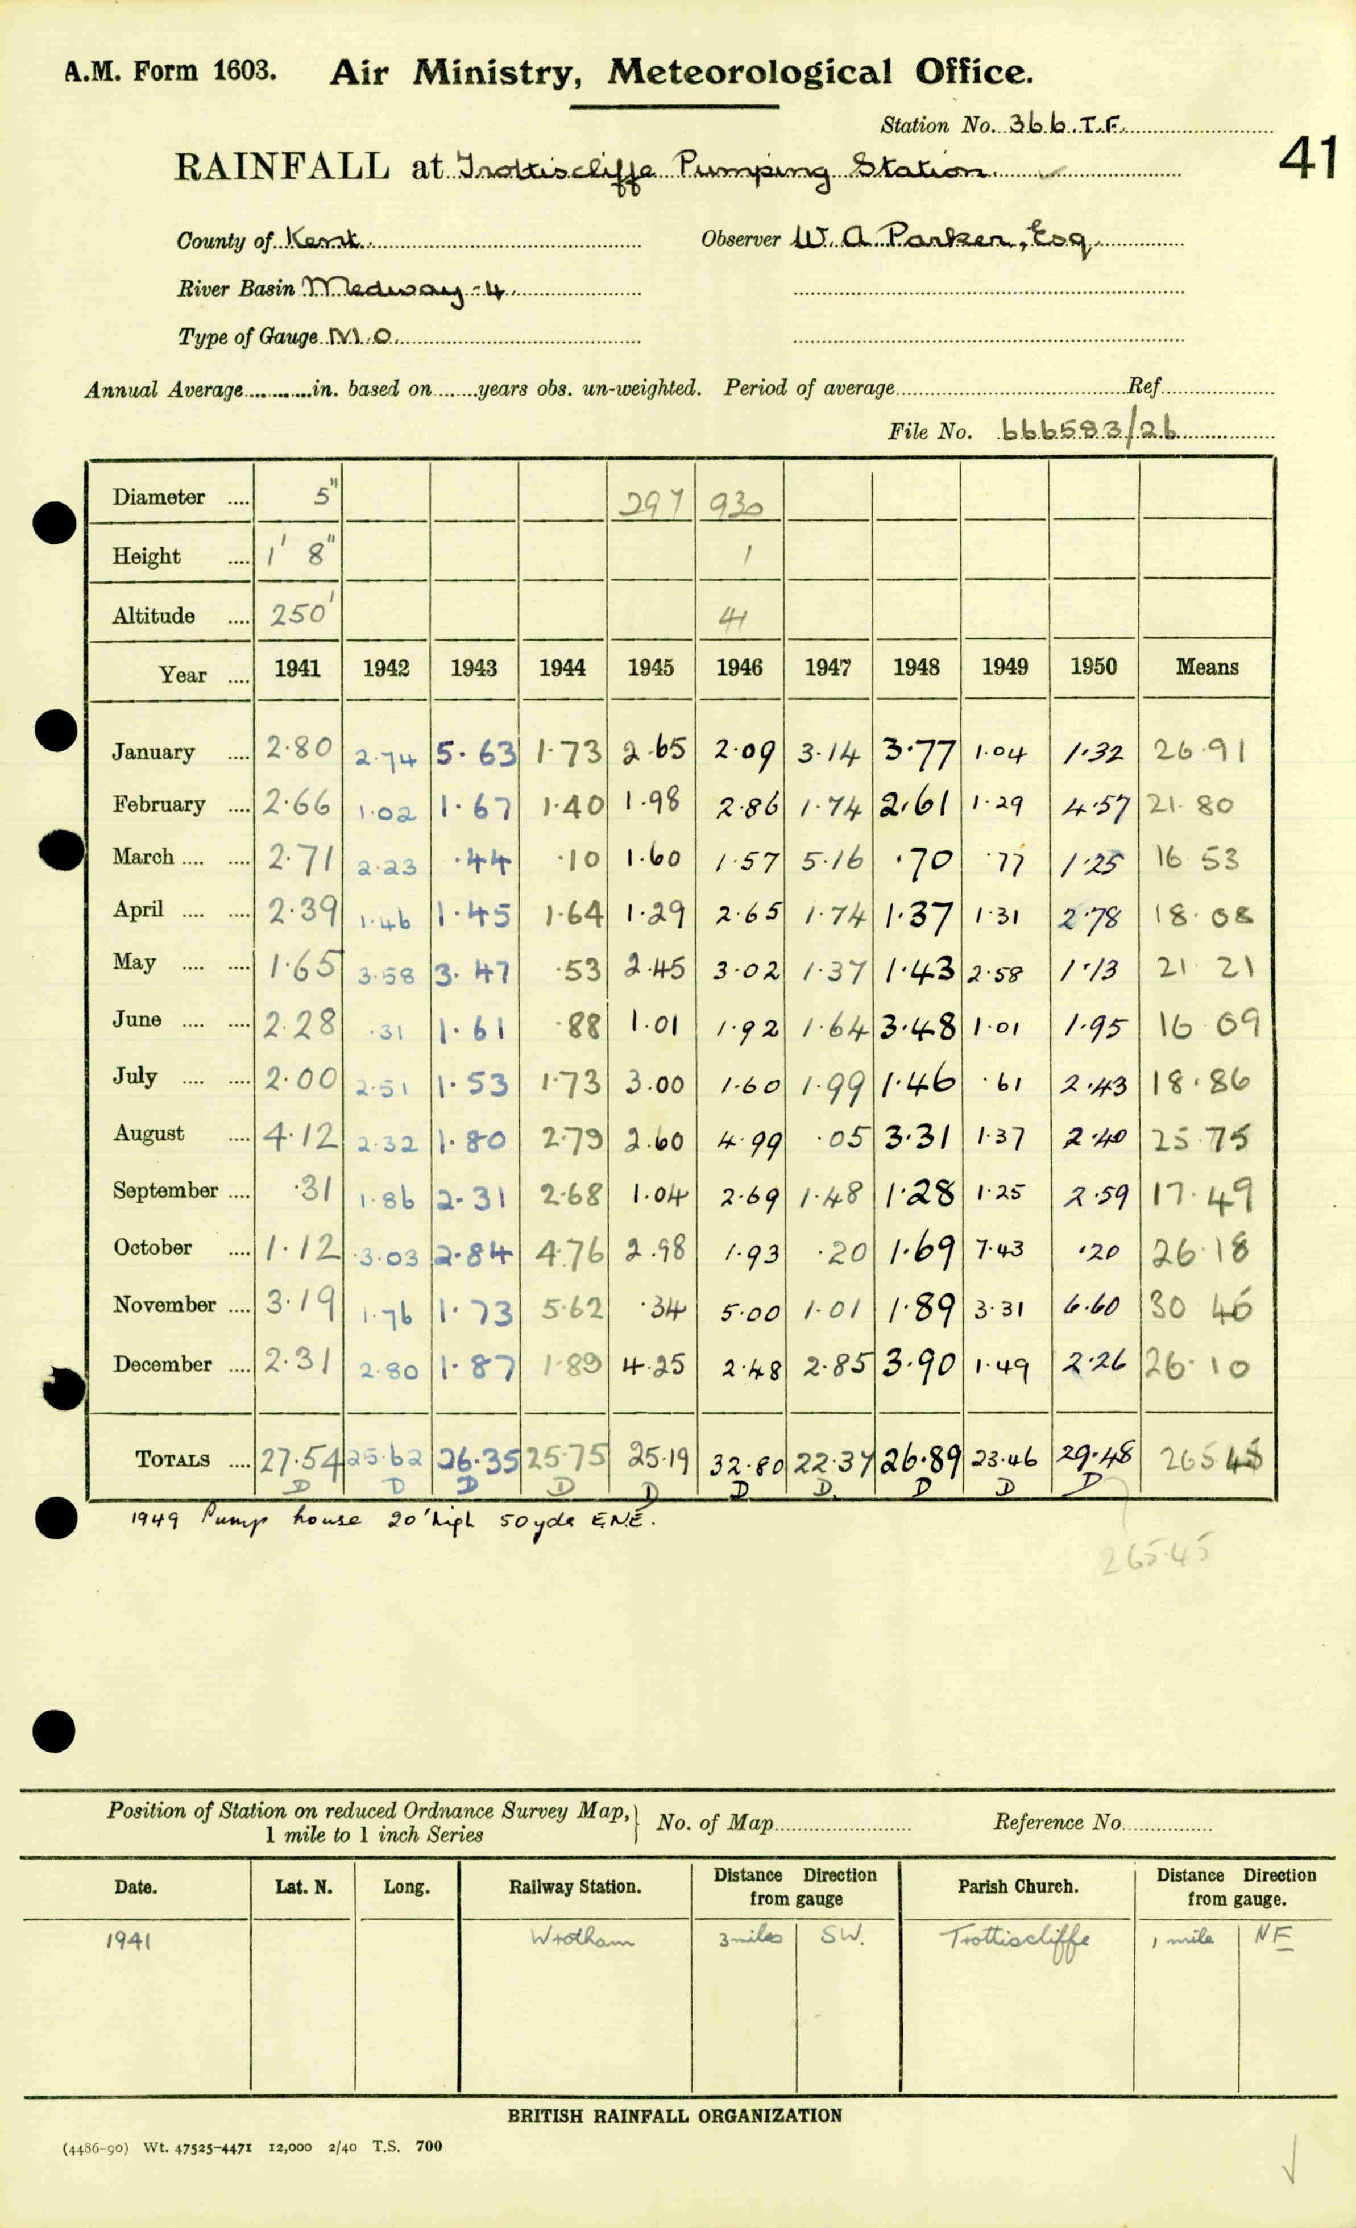 A.M. Form 1603. Air Ministry, Meteorological Office.
Station No. 366.T.F.
41
RAINFALL at Trottiscliffe Pumping Station.
County of Kent. Observer W. A. Parker, Esq.
River Basin Medway - 4.
Type of Gauge M.O.
Annual Average in. based on years obs. un-weighted. Period of average Ref
File No. 666583/26
Diameter .... 5" 297 930
Height .... 1' 8" 1
Altitude .... 250' 41
Year .... 1941 1942 1943 1944 1945 1946 1947 1948 1949 1950 Means
January .... 2.80 2.74 5.63 1.73 2.65 2.09 3.14 3.77 1.04 1.32 26.91
February .... 2.66 1.02 1.67 1.40 1.98 2.86 1.74 2.61 1.29 4.57 21.80
March .... .... 2.71 2.23 .44 .10 1.60 1.57 5.16 .70 .77 1.25 16 53
April .... .... 2.39 1.46 1.45 1.64 1.29 2.65 1.74 1.37 1.31 2.78 18.08
May .... .... 1.65 3.58 3.47 .53 2.45 3.02 1.37 1.43 2.58 1.13 21.21
June .... .... 2.28 .31 1.61 .88 1.01 1.92 1.64 3.48 1.01 1.95 16.09
July .... .... 2.00 2.51 1.53 1.73 3.00 1.60 1.99 1.46 .61 2.43 18.86
August .... 4.12 2.32 1.80 2.79 2.60 4.99 .05 3.31 1.37 2.40 25.75
September .... .31 1.86 2.31 2.68 1.04 2.69 1.48 1.28 1.25 2.59 17.49
October .... 1.12 3.03 2.84 4.76 2.98 1.93 .20 1.69 7.43 .20 26.18
November .... 3.19 1.76 1.73 5.62 .34 5.00 1.01 1.89 3.31 6.60 30 45
December .... 2.31 2.80 1.87 1.89 4.25 2.48 2.85 3.90 1.49 2.26 26.10
TOTALS .... 27.54 25.62 26.35 25.75 25.19 32.80 22.37 26.89 23.46 29.48 265 45
D D D D D D D. D D D
1949 Pump house 20' high 50 yds E.N.E.
265.45
Position of Station on reduced Ordnance Survey Map,
1 mile to 1 inch Series
No. of Map Reference No.
Date. Lat. N. Long. Railway Station. Distance from gauge Direction Parish Church. Distance from gauge. Direction
1941 Wrotham 3 miles SW. Trottiscliffe 1 mile NE
BRITISH RAINFALL ORGANIZATION
(4486-90) Wt. 47525-4471 12,000 2/40 T.S. 700